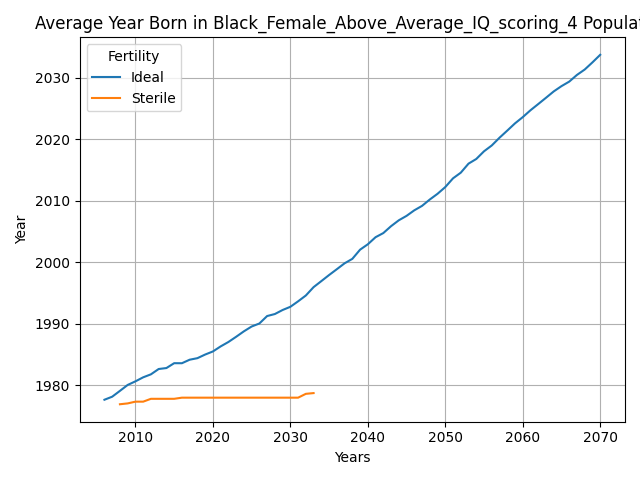 Average Year Born in Black_Female_Above_Average_IQ_scoring_4 Populat
Fertility
Ideal
Sterile
2030
2020
2010
2000
1990
1980
Year
2010 2020 2030 2040 2050 2060 2070
Years